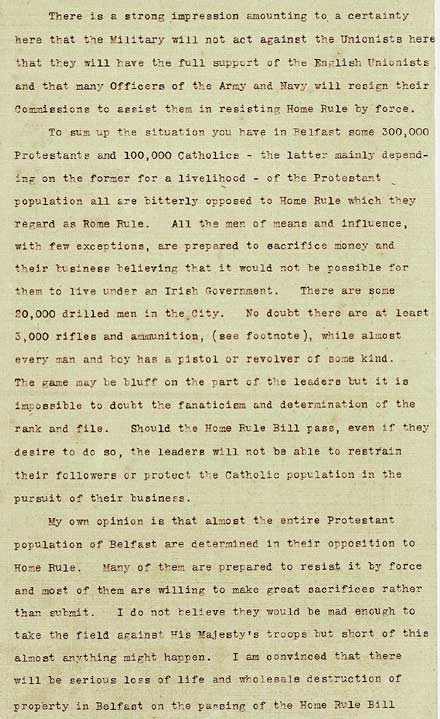 There is a strong impression amounting to a certainty
here that the Military will not act against the Unionists here
that they will have the full support of the English Unionists
and that many Officers of the Army and Navy will resign their
Commissions to assist them in resisting Home Rule by force.
To sum up the situation you have in Belfast some 300,000
Protestants and 100,000 Catholics - the latter mainly depend-
ing on the former for a livelihood - of the Protestant
population all are bitterly opposed to Home Rule which they
regard as Rome Rule. All the men of means and influence,
with few exceptions, are prepared to sacrifice money and
their business believing that it would not be possible for
them to live under an Irish Government. There are some
20,000 drilled men in the City. No doubt there are at least
3,000 rifles and ammunition, (see footnote), while almost
every man and boy has a pistol or revolver of some kind.
The game may be bluff on the part of the leaders but it is
impossible to doubt the fanaticism and determination of the
rank and file. Should the Home Rule Bill pass, even if they
desire to do so, the leaders will not be able to restrain
their followers or protect the Catholic population in the
pursuit of their business.
My own opinion is that almost the entire Protestant
population of Belfast are determined in their opposition to
Home Rule. Many of them are prepared to resist it by force
and most of them are willing to make great sacrifices rather
than submit. I do not believe they would be mad enough to
take the field against His Majesty's troops but short of this
almost anything might happen. I am convinced that there
will be serious loss of life and wholesale destruction of
property in Belfast on the passing of the Home Rule Bill